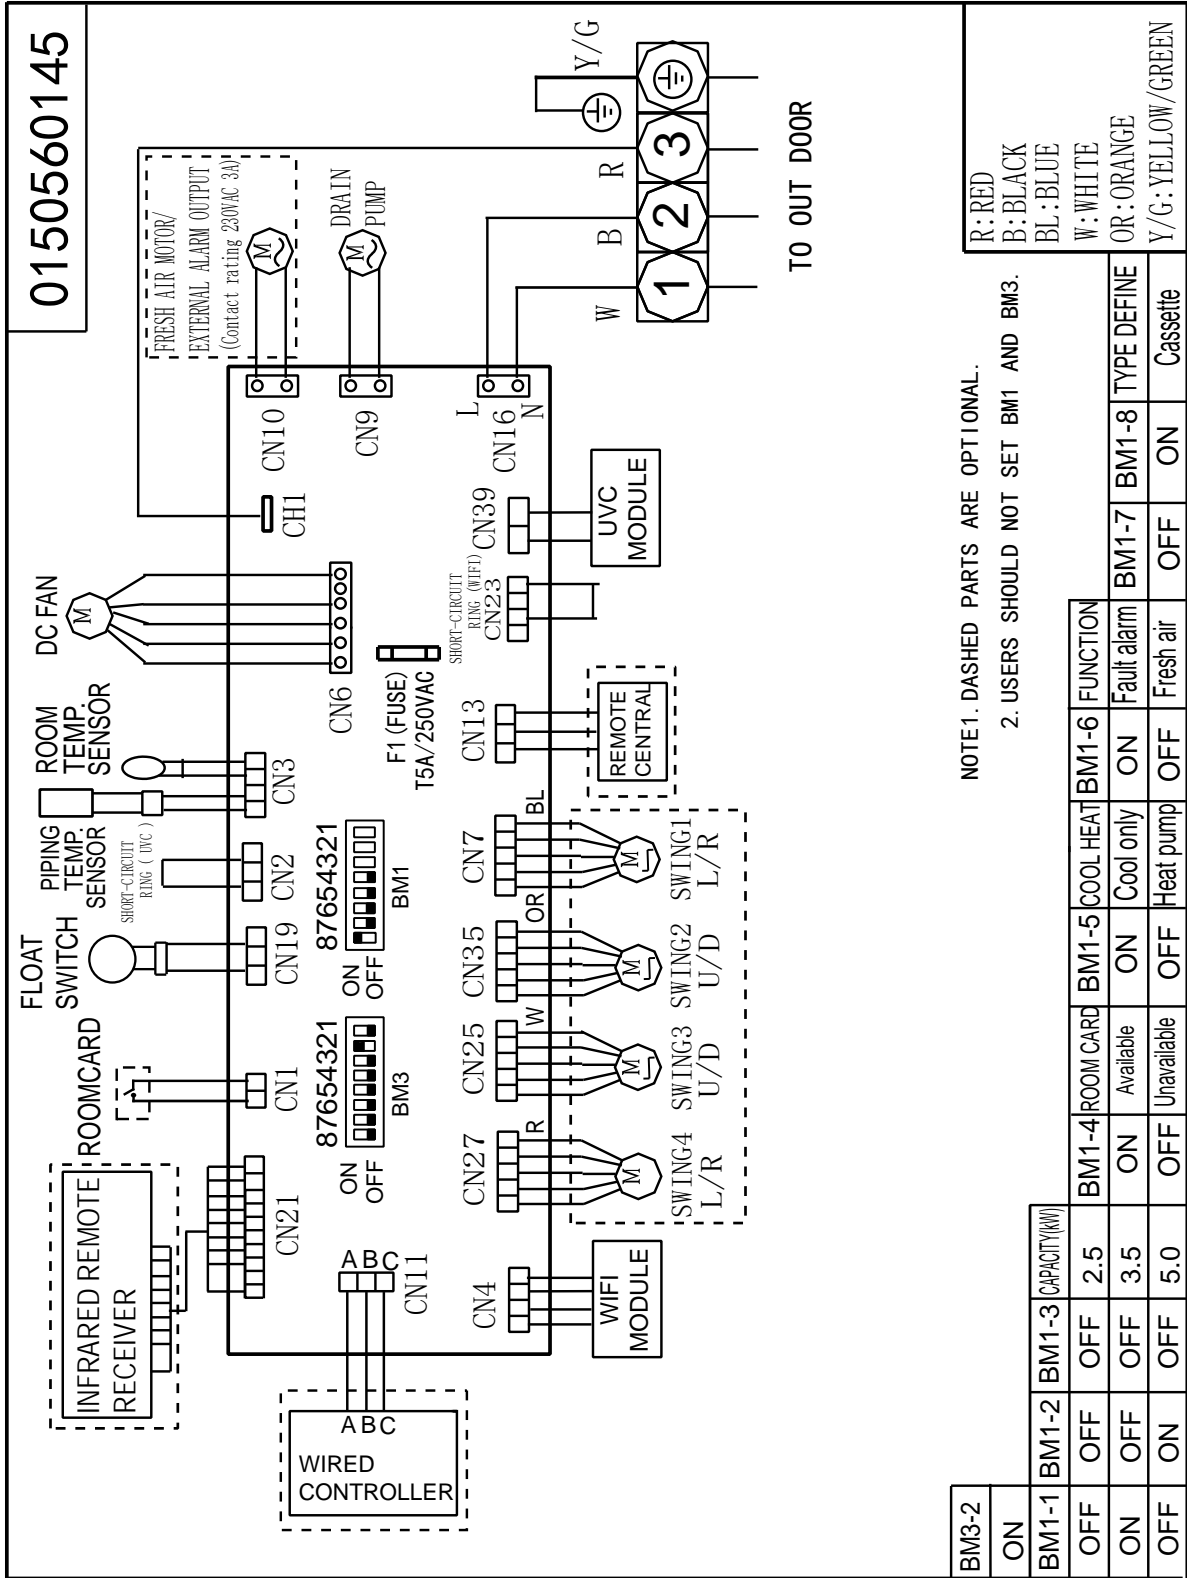 0150560145
INFRARED REMOTE
RECEIVER
ROOMCARD
FLOAT
SWITCH
PIPING
TEMP.
SENSOR
SHORT-CIRCUIT
RING ( UVC )
ROOM
TEMP.
SENSOR
DC FAN
FRESH AIR MOTOR/
EXTERNAL ALARM OUTPUT
(Contact rating 230VAC 3A)
M
M
DRAIN
PUMP
M
Y/G
CN21
CN1
CN19
CN2
CN3
CN6
CH1
CN10
CN9
L
CN16
N
W
B
R
1
2
3
TO OUT DOOR
WIRED
CONTROLLER
A B C
A B C
CN11
ON
OFF
87654321
BM3
ON
OFF
87654321
BM1
F1 (FUSE)
T5A/250VAC
SHORT-CIRCUIT
RING (WIFI)
CN4
CN27
CN25
CN35
CN7
CN13
CN23
CN39
R
W
OR
BL
WIFI
MODULE
M
SWING4
L/R
M
SWING3
U/D
M
SWING2
U/D
M
SWING1
L/R
REMOTE
CENTRAL
UVC
MODULE
NOTE1. DASHED PARTS ARE OPTIONAL.
2. USERS SHOULD NOT SET BM1 AND BM3.
R:RED
B:BLACK
BL:BLUE
W:WHITE
OR:ORANGE
Y/G:YELLOW/GREEN
BM3-2
ON
BM1-1 BM1-2 BM1-3 CAPACITY(KW)
OFF OFF OFF 2.5
ON OFF OFF 3.5
OFF ON OFF 5.0
BM1-4 ROOM CARD BM1-5 COOL HEAT BM1-6 FUNCTION
ON Available ON Cool only ON Fault alarm BM1-7 BM1-8 TYPE DEFINE
OFF Unavailable OFF Heat pump OFF Fresh air OFF ON Cassette